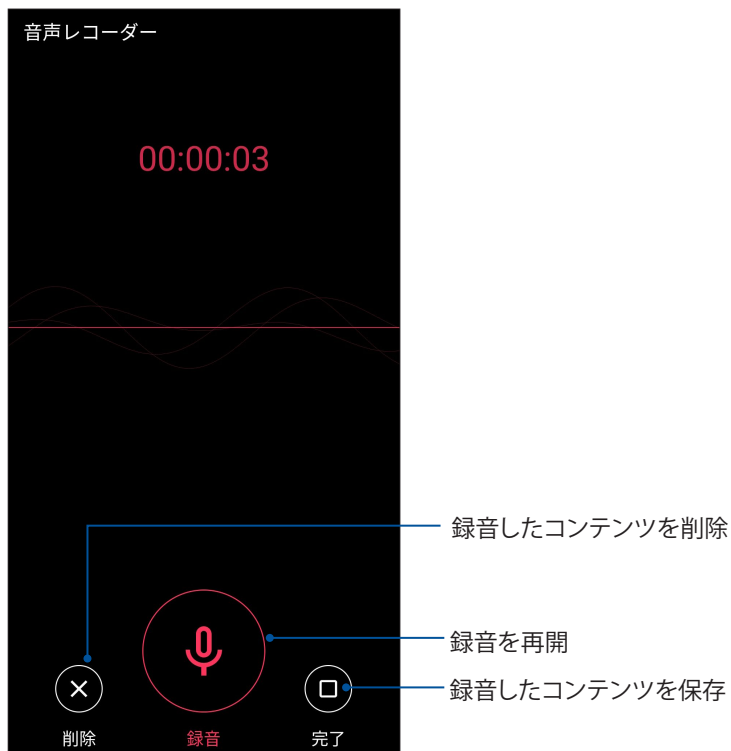 音声レコーダー
00:00:03
録音したコンテンツを削除
録音を再開
録音したコンテンツを保存
削除
録音
完了